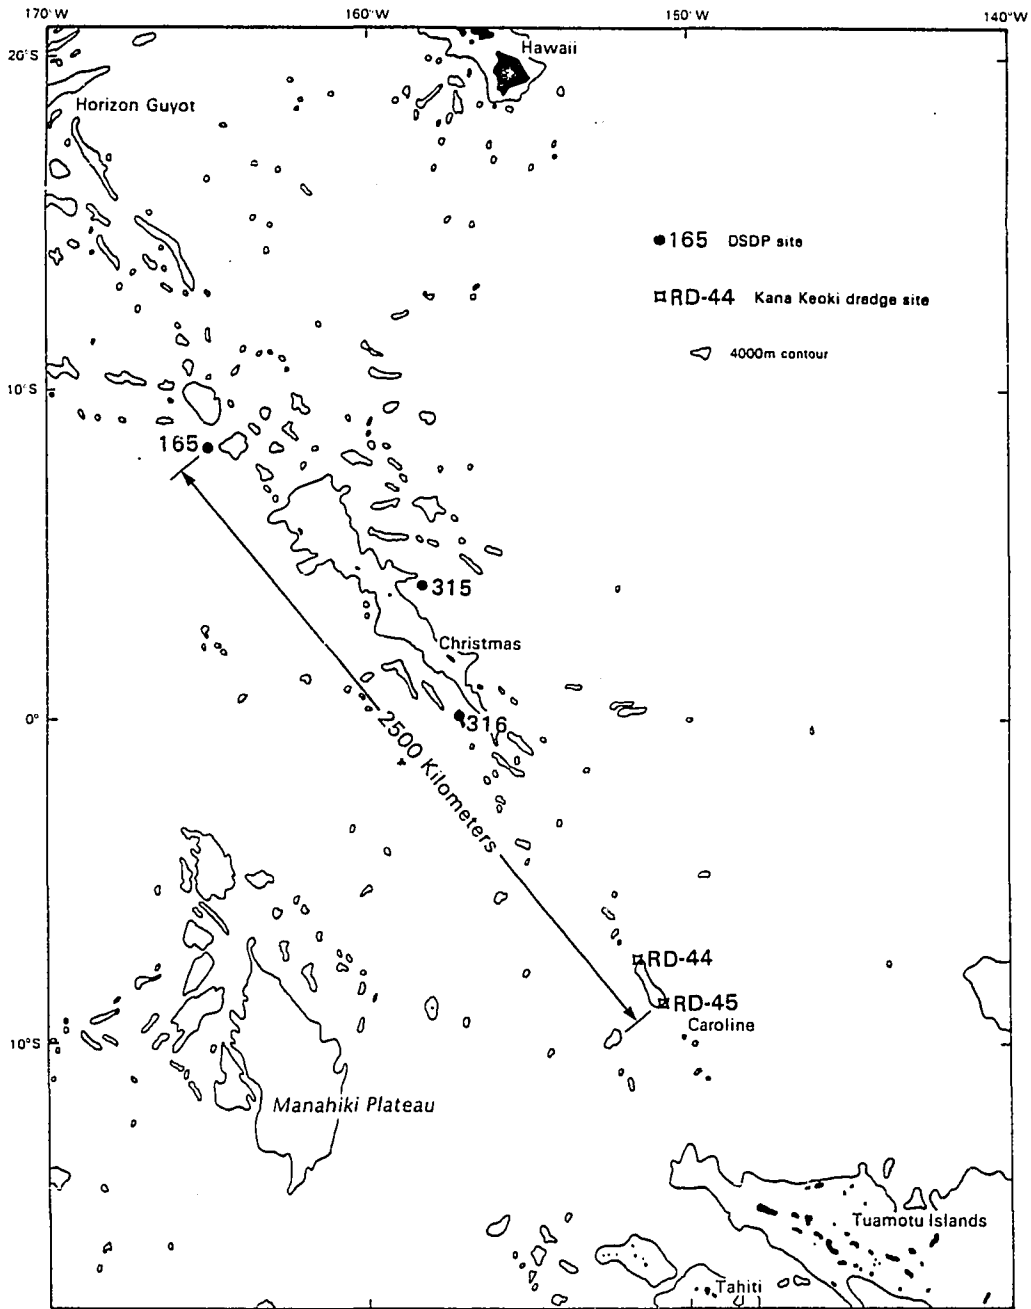 170°W 160°W 150°W 140°W
20°S
Hawaii
Horizon Guyot
165 DSDP site
RD-44 Kana Keoki dredge site
4000m contour
10°S
165
315
Christmas
316
0°
2500 Kilometers
RD-44
RD-45
Caroline
10°S
Manahiki Plateau
Tuamotu Islands
Tahiti